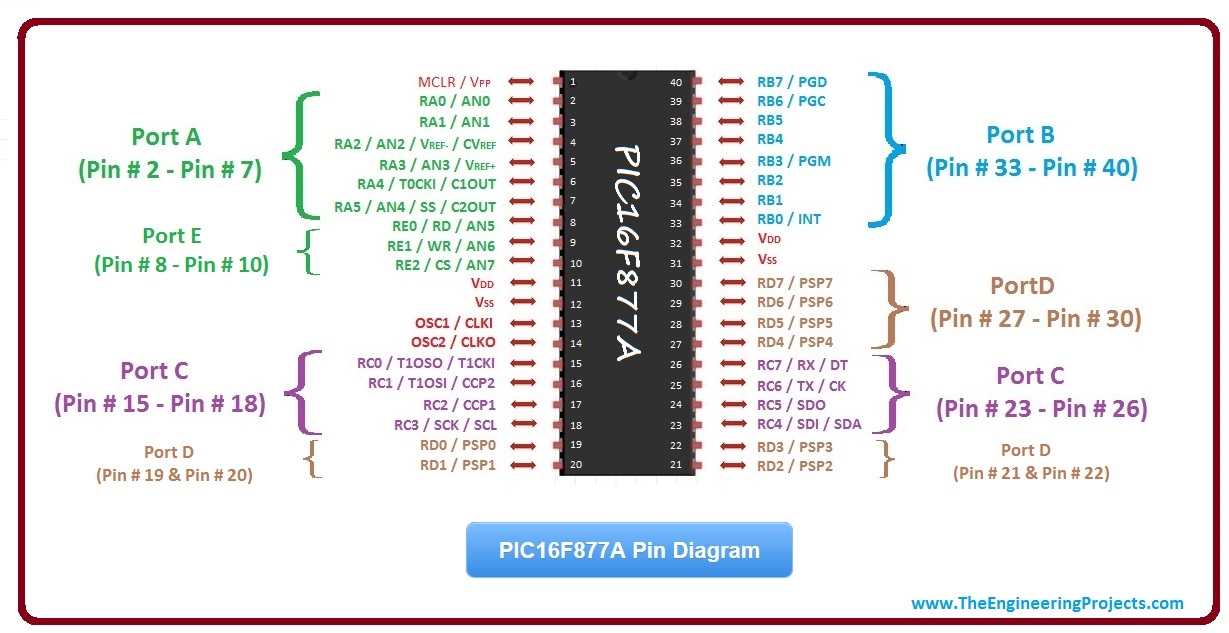 MCLR / VPP
RA0 / AN0
RA1 / AN1
RA2 / AN2 / VREF- / CVREF
RA3 / AN3 / VREF+
RA4 / T0CKI / C1OUT
RA5 / AN4 / SS / C2OUT
RE0 / RD / AN5
RE1 / WR / AN6
RE2 / CS / AN7
VDD
VSS
OSC1 / CLKI
OSC2 / CLKO
RC0 / T1OSO / T1CKI
RC1 / T1OSI / CCP2
RC2 / CCP1
RC3 / SCK / SCL
RD0 / PSP0
RD1 / PSP1
Port A
(Pin # 2 - Pin # 7)
Port E
(Pin # 8 - Pin # 10)
Port C
(Pin # 15 - Pin # 18)
Port D
(Pin # 19 & Pin # 20)
1
2
3
4
5
6
7
8
9
10
11
12
13
14
15
16
17
18
19
20
PIC16F877A
40
39
38
37
36
35
34
33
32
31
30
29
28
27
26
25
24
23
22
21
RB7 / PGD
RB6 / PGC
RB5
RB4
RB3 / PGM
RB2
RB1
RB0 / INT
VDD
VSS
RD7 / PSP7
RD6 / PSP6
RD5 / PSP5
RD4 / PSP4
RC7 / RX / DT
RC6 / TX / CK
RC5 / SDO
RC4 / SDI / SDA
RD3 / PSP3
RD2 / PSP2
Port B
(Pin # 33 - Pin # 40)
PortD
(Pin # 27 - Pin # 30)
Port C
(Pin # 23 - Pin # 26)
Port D
(Pin # 21 & Pin # 22)
PIC16F877A Pin Diagram
www.TheEngineeringProjects.com